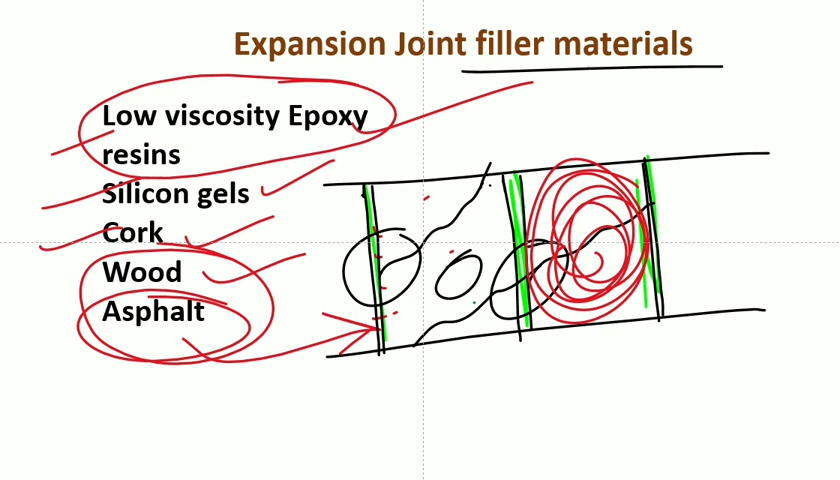 Expansion Joint filler materials
Low viscosity Epoxy
resins
Silicon gels
Cork
Wood
Asphalt